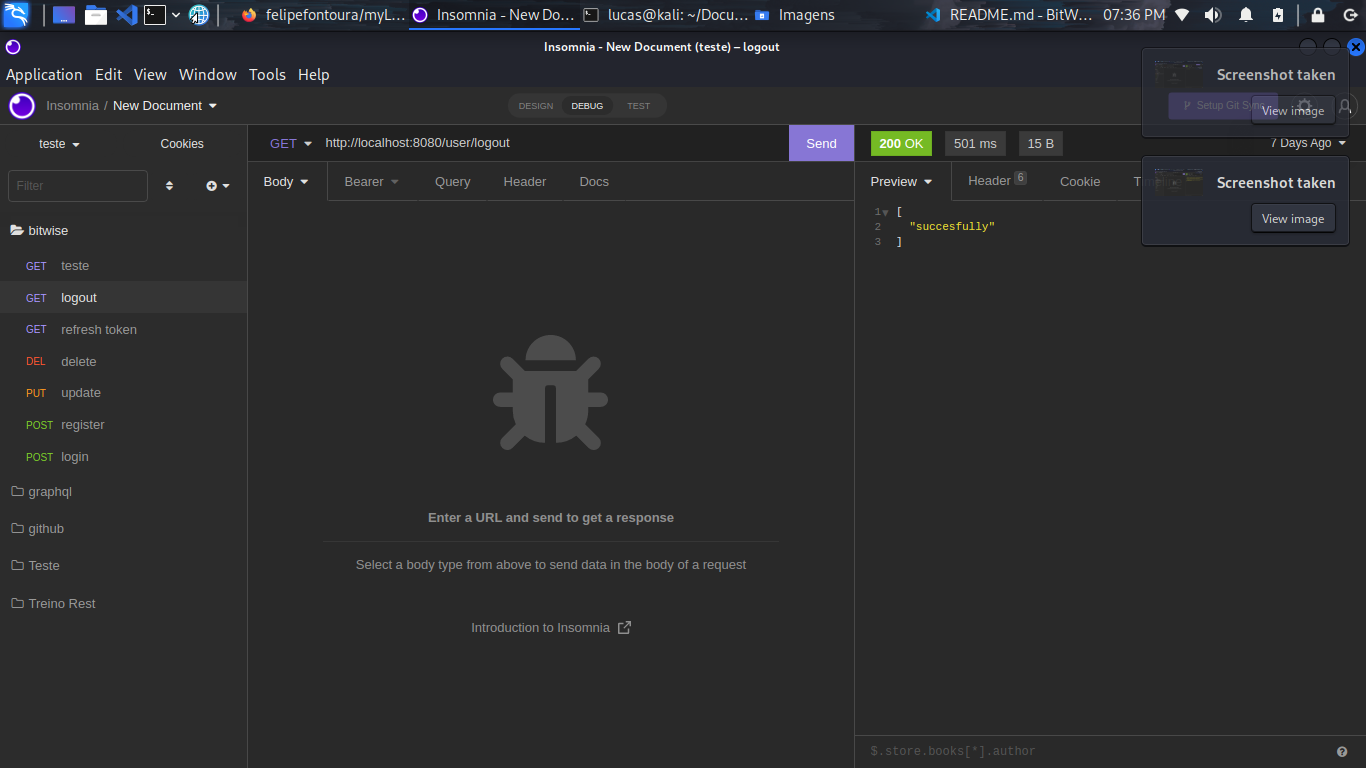 felipefontoura/myL...
Insomnia - New Do...
lucas@kali: ~/Docu...
Imagens
README.md - BitW...
07:36 PM
Insomnia - New Document (teste) – logout
Application Edit View Window Tools Help
Screenshot taken
View image
Insomnia / New Document
DESIGN DEBUG TEST
Setup Git Sync
teste Cookies
GET http://localhost:8080/user/logout
Send
200 OK 501 ms 15 B
7 Days Ago
Filter
Body Bearer Query Header Docs
Preview Header 6 Cookie
Screenshot taken
View image
1 [
2 "succesfully"
3 ]
bitwise
GET teste
GET logout
GET refresh token
DEL delete
PUT update
POST register
POST login
graphql
github
Teste
Treino Rest
Enter a URL and send to get a response
Select a body type from above to send data in the body of a request
Introduction to Insomnia
$.store.books[*].author